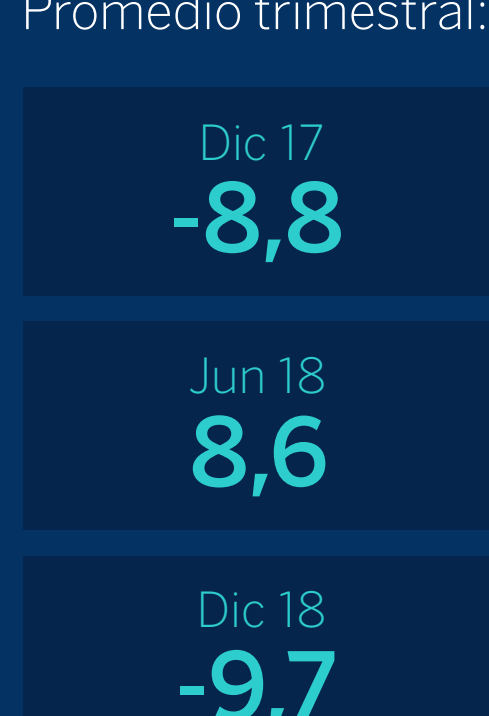 Promedio trimestral:
Dic 17
-8,8
Jun 18
8,6
Dic 18
-9,7